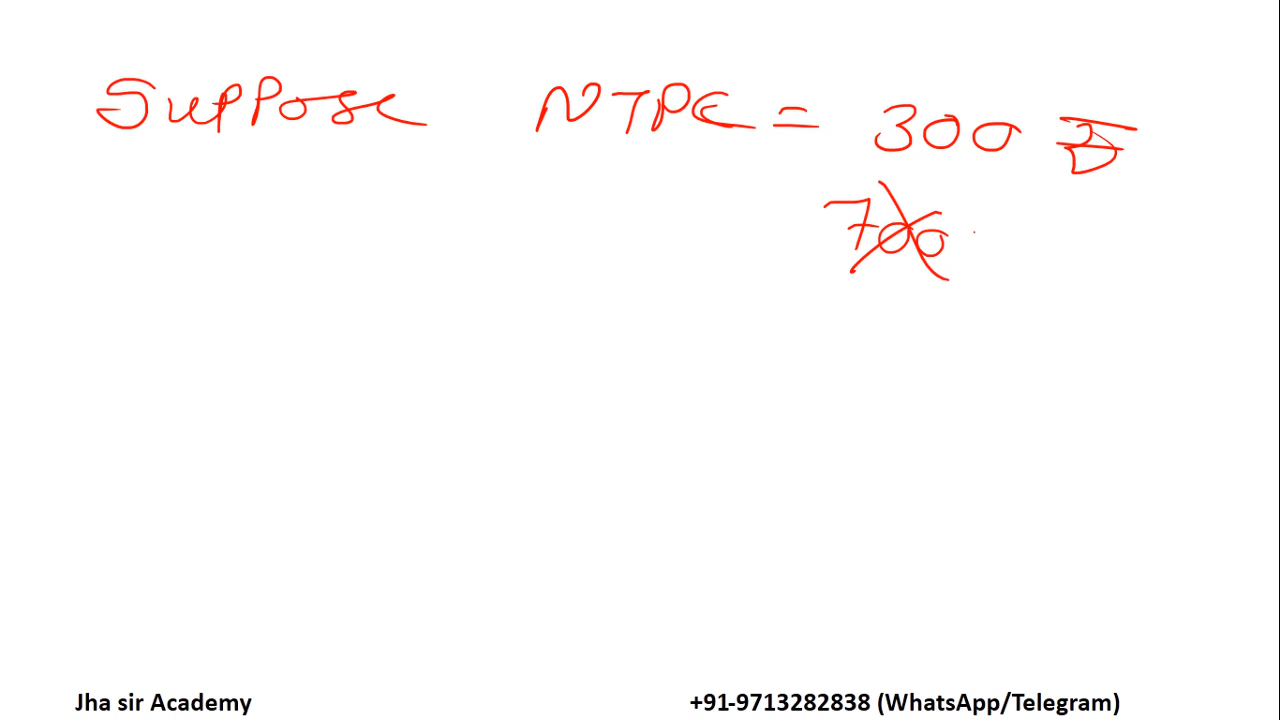 Suppose NTPC = 300
700
Jha sir Academy +91-9713282838 (WhatsApp/Telegram)